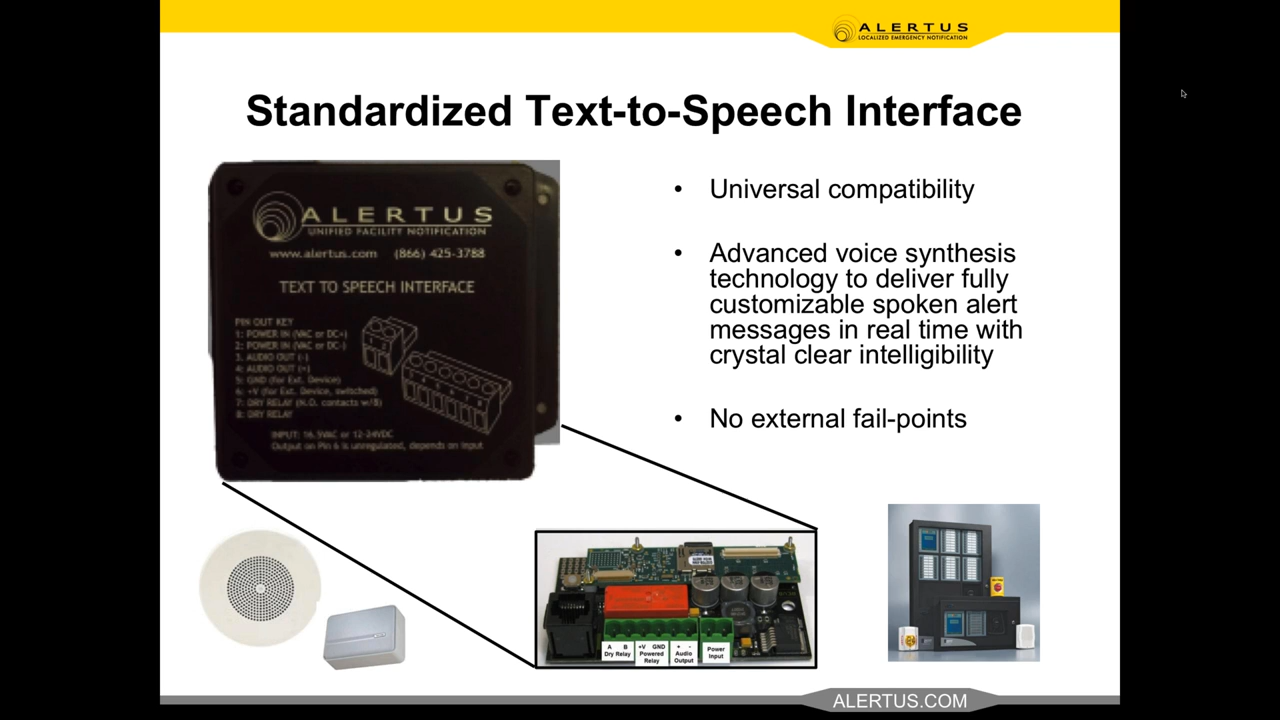 ALERTUS
LOCALIZED EMERGENCY NOTIFICATION
Standardized Text-to-Speech Interface
ALERTUS
UNIFIED FACILITY NOTIFICATION
www.alertus.com (866) 425-3788
TEXT TO SPEECH INTERFACE
PIN OUT KEY
1: POWER IN (VAC or DC+)
2: POWER IN (VAC or DC-)
3. AUDIO OUT (-)
4: AUDIO OUT (+)
5: GND (for Ext. Device)
6: +V (for Ext. Device, switched)
7: DRY RELAY (N.O. contacts w/8)
8: DRY RELAY
INPUT: 16.5VAC or 12-24VDC
Output on Pin 6 is unregulated, depends on input
• Universal compatibility
• Advanced voice synthesis
technology to deliver fully
customizable spoken alert
messages in real time with
crystal clear intelligibility
• No external fail-points
A B
Dry Relay
+V GND
Powered
Relay
+ -
Audio
Output
Power
Input
ALERTUS.COM